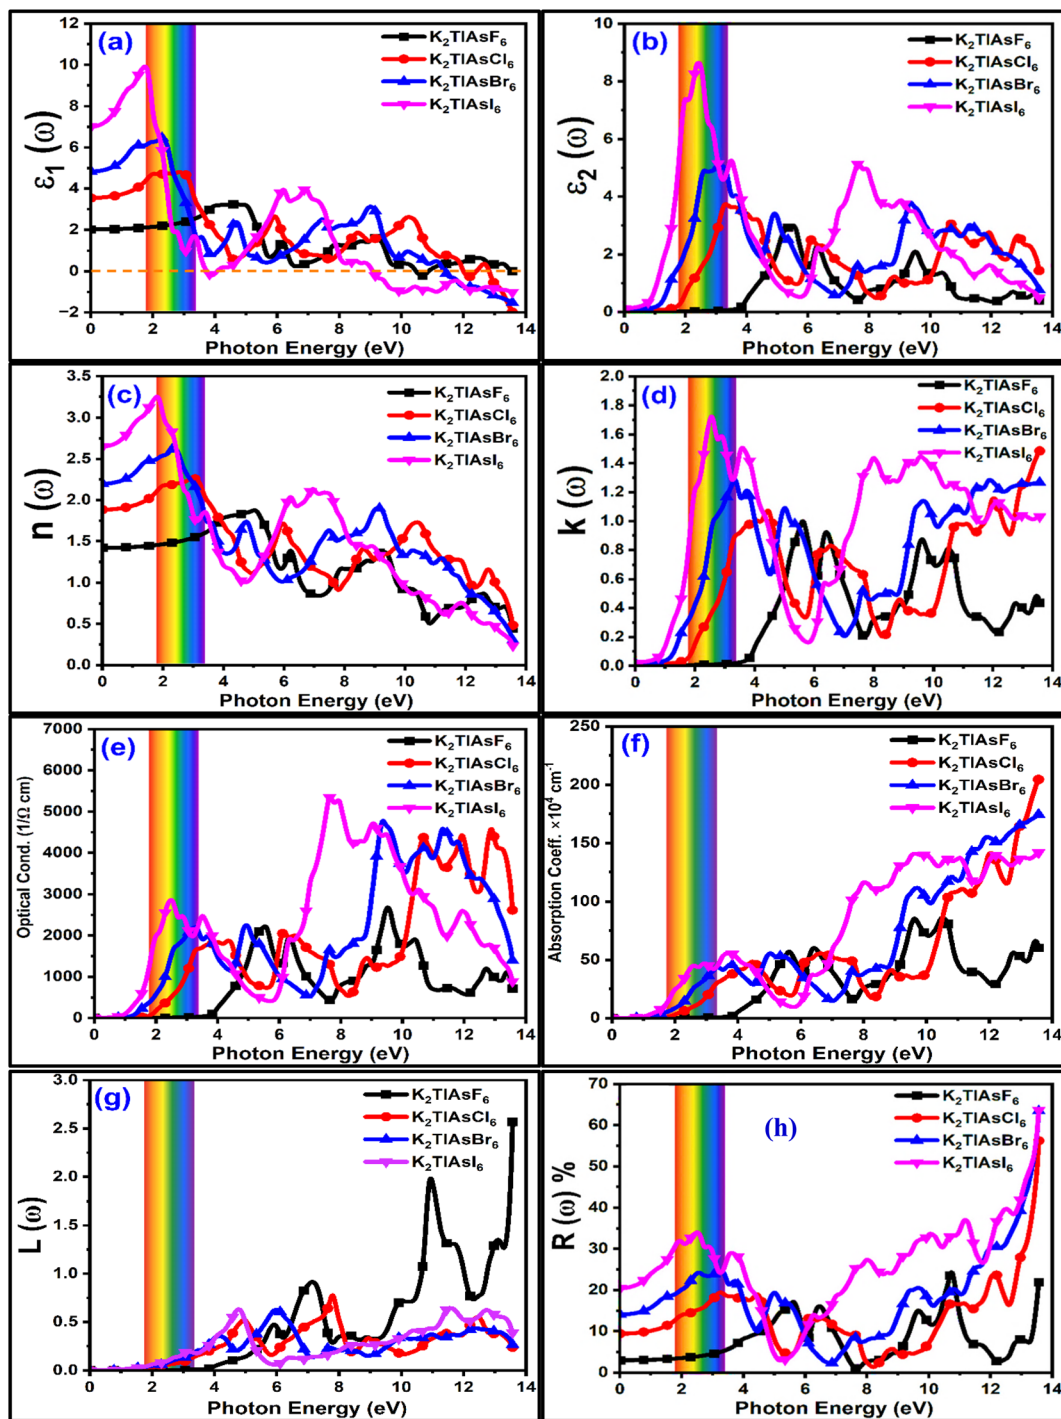 (a)
K₂TlAsF₆
K₂TlAsCl₆
K₂TlAsBr₆
K₂TlAsI₆
ε₁ (ω)
12
10
8
6
4
2
0
−2
0 2 4 6 8 10 12 14
Photon Energy (eV)
(b)
K₂TlAsF₆
K₂TlAsCl₆
K₂TlAsBr₆
K₂TlAsI₆
ε₂ (ω)
10
8
6
4
2
0
0 2 4 6 8 10 12 14
Photon Energy (eV)
(c)
K₂TlAsF₆
K₂TlAsCl₆
K₂TlAsBr₆
K₂TlAsI₆
n (ω)
3.5
3.0
2.5
2.0
1.5
1.0
0.5
0.0
0 2 4 6 8 10 12 14
Photon Energy (eV)
(d)
K₂TlAsF₆
K₂TlAsCl₆
K₂TlAsBr₆
K₂TlAsI₆
k (ω)
2.0
1.8
1.6
1.4
1.2
1.0
0.8
0.6
0.4
0.2
0.0
0 2 4 6 8 10 12 14
Photon Energy (eV)
(e)
K₂TlAsF₆
K₂TlAsCl₆
K₂TlAsBr₆
K₂TlAsI₆
Optical Cond. (1/Ω cm)
7000
6000
5000
4000
3000
2000
1000
0
0 2 4 6 8 10 12 14
Photon Energy (eV)
(f)
K₂TlAsF₆
K₂TlAsCl₆
K₂TlAsBr₆
K₂TlAsI₆
Absorption Coeff. ×10⁴ cm⁻¹
250
200
150
100
50
0
0 2 4 6 8 10 12 14
Photon Energy (eV)
(g)
K₂TlAsF₆
K₂TlAsCl₆
K₂TlAsBr₆
K₂TlAsI₆
L (ω)
3.0
2.5
2.0
1.5
1.0
0.5
0.0
0 2 4 6 8 10 12 14
Photon Energy (eV)
(h)
K₂TlAsF₆
K₂TlAsCl₆
K₂TlAsBr₆
K₂TlAsI₆
R (ω) %
70
60
50
40
30
20
10
0
0 2 4 6 8 10 12 14
Photon Energy (eV)